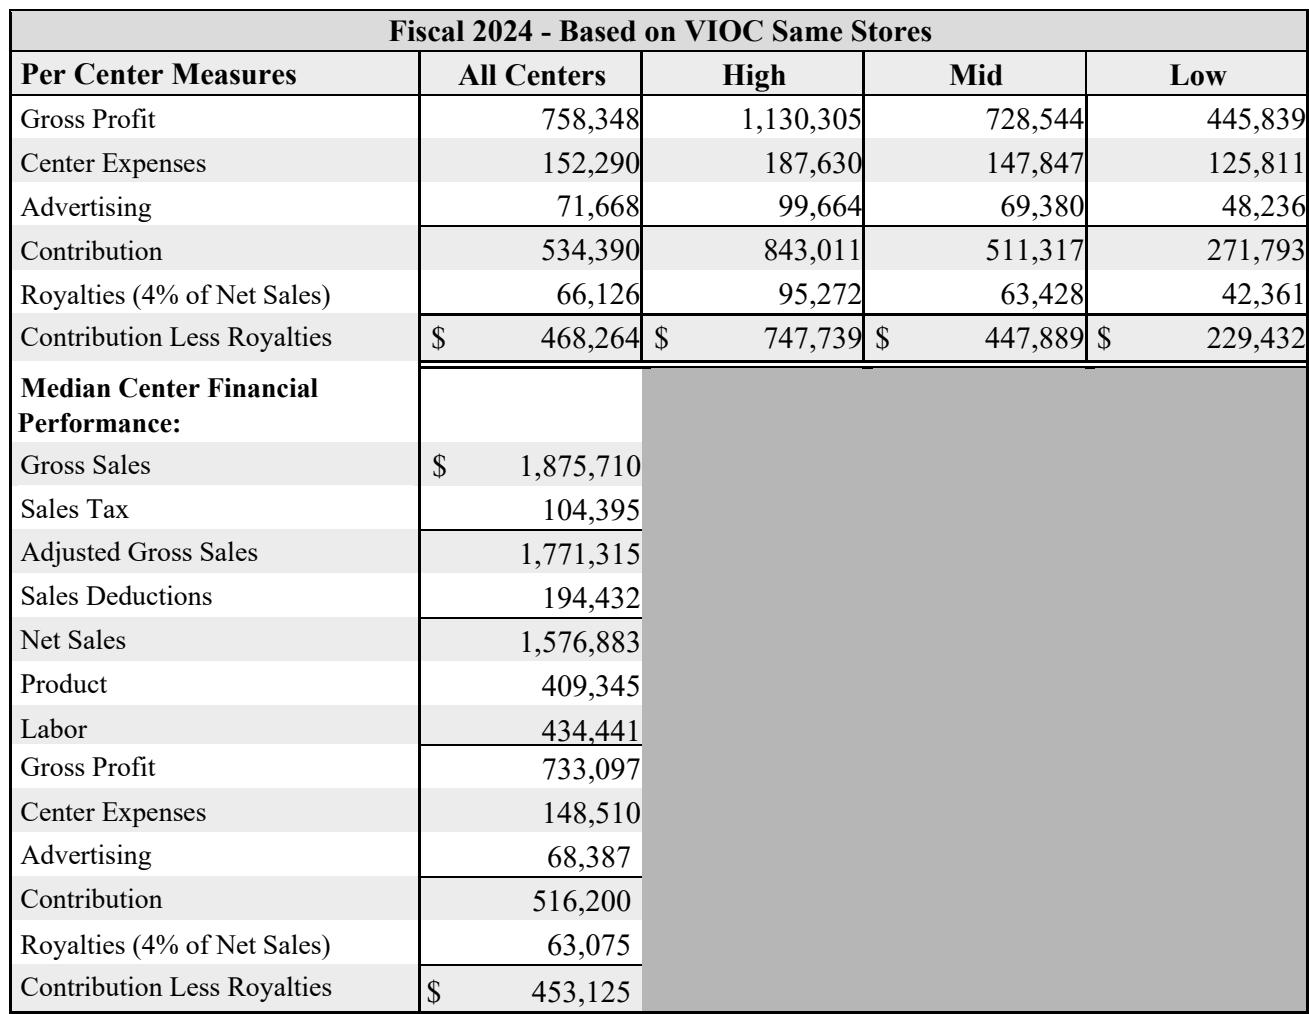 Fiscal 2024 - Based on VIOC Same Stores
Per Center Measures All Centers High Mid Low
Gross Profit 758,348 1,130,305 728,544 445,839
Center Expenses 152,290 187,630 147,847 125,811
Advertising 71,668 99,664 69,380 48,236
Contribution 534,390 843,011 511,317 271,793
Royalties (4% of Net Sales) 66,126 95,272 63,428 42,361
Contribution Less Royalties $ 468,264 $ 747,739 $ 447,889 $ 229,432
Median Center Financial
Performance:
Gross Sales $ 1,875,710
Sales Tax 104,395
Adjusted Gross Sales 1,771,315
Sales Deductions 194,432
Net Sales 1,576,883
Product 409,345
Labor 434,441
Gross Profit 733,097
Center Expenses 148,510
Advertising 68,387
Contribution 516,200
Royalties (4% of Net Sales) 63,075
Contribution Less Royalties $ 453,125